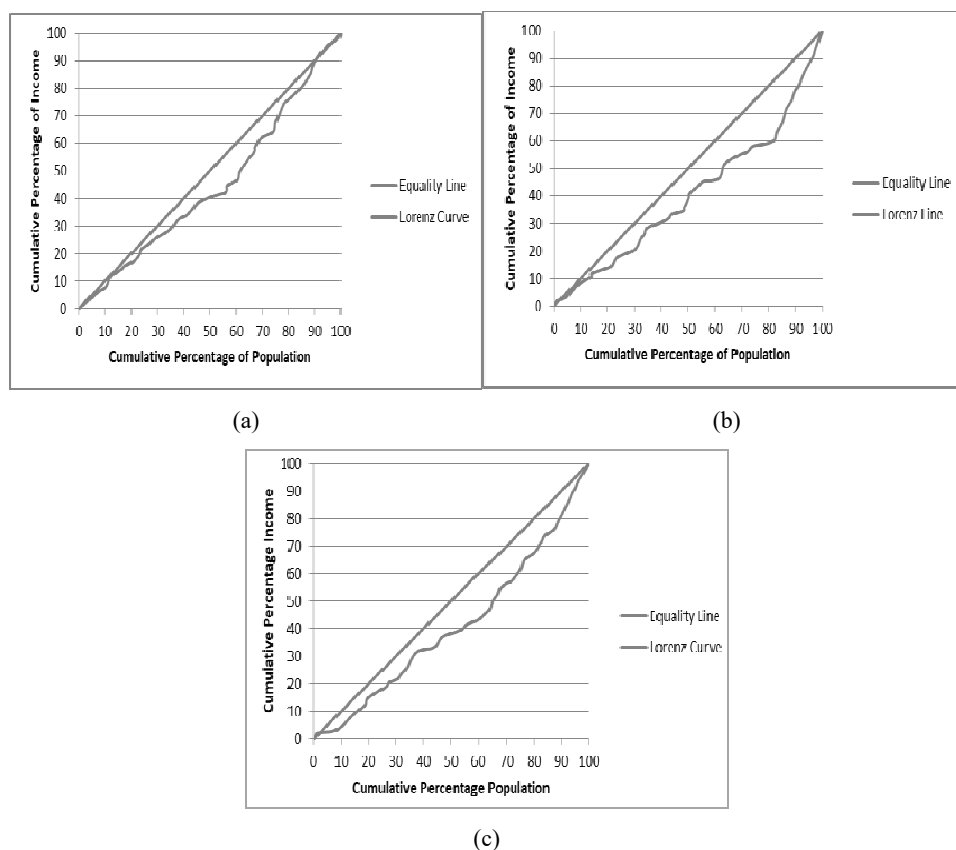 Cumulative Percentage of Income
100
90
80
70
60
50
40
30
20
10
0
0 10 20 30 40 50 60 70 80 90 100
Cumulative Percentage of Population
Equality Line
Lorenz Curve
(a)
Cumulative Percentage of Income
100
90
80
70
60
50
40
30
20
10
0
0 10 20 30 40 50 60 70 80 90 100
Cumulative Percentage of Population
Equality Line
Lorenz Line
(b)
Cumulative Percentage Income
100
90
80
70
60
50
40
30
20
10
0
0 10 20 30 40 50 60 70 80 90 100
Cumulative Percentage Population
Equality Line
Lorenz Curve
(c)